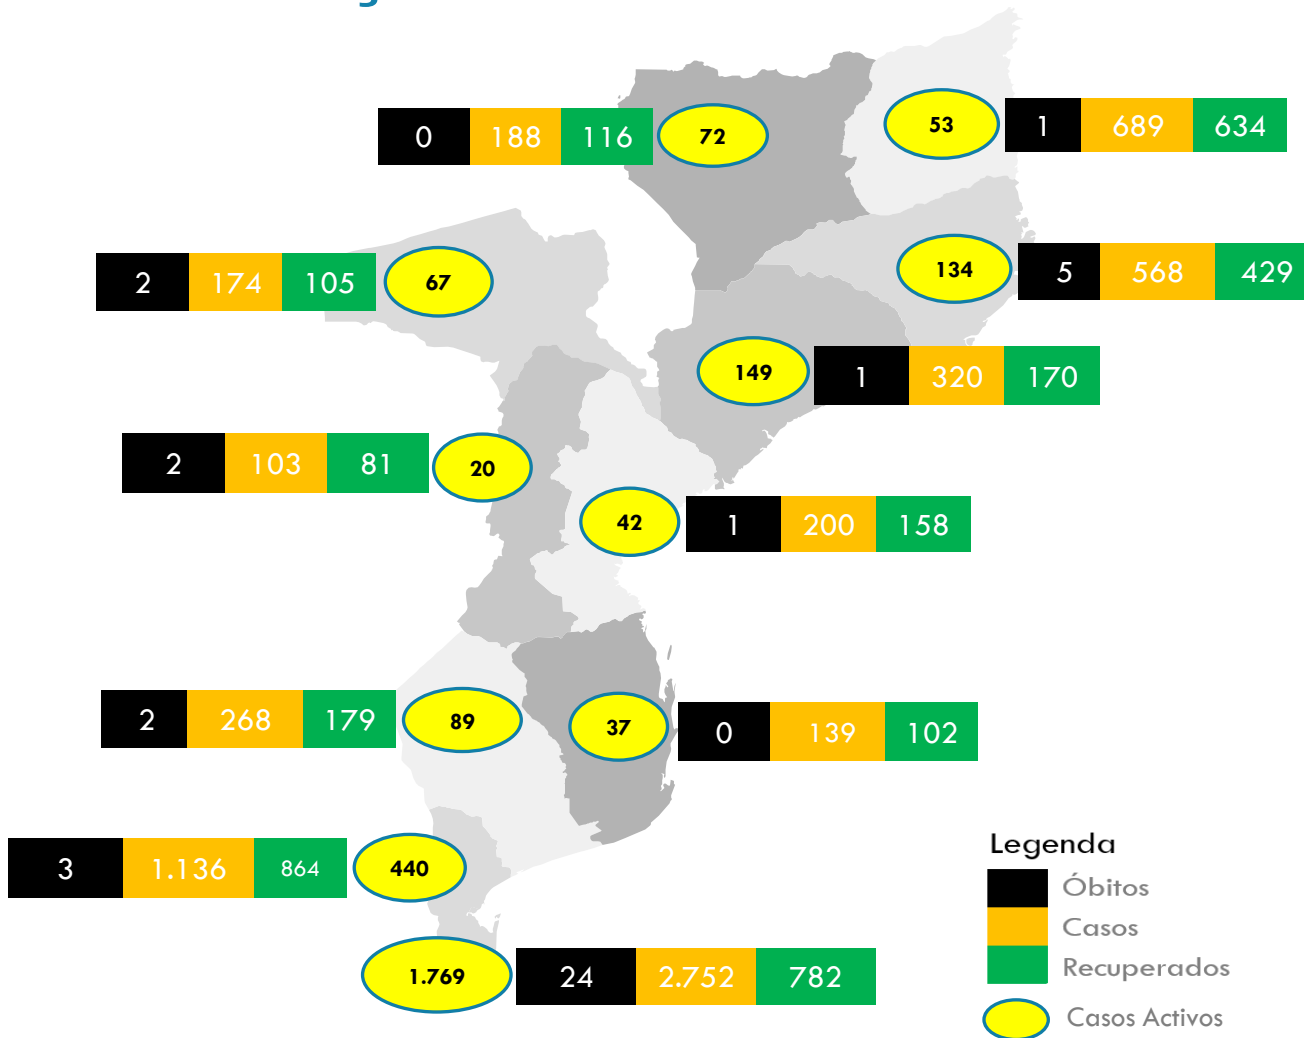 0 188 116 72
53 1 689 634
2 174 105 67
134 5 568 429
149 1 320 170
2 103 81 20
42 1 200 158
2 268 179 89
37 0 139 102
3 1.136 864 440
1.769 24 2.752 782
Legenda
Óbitos
Casos
Recuperados
Casos Activos